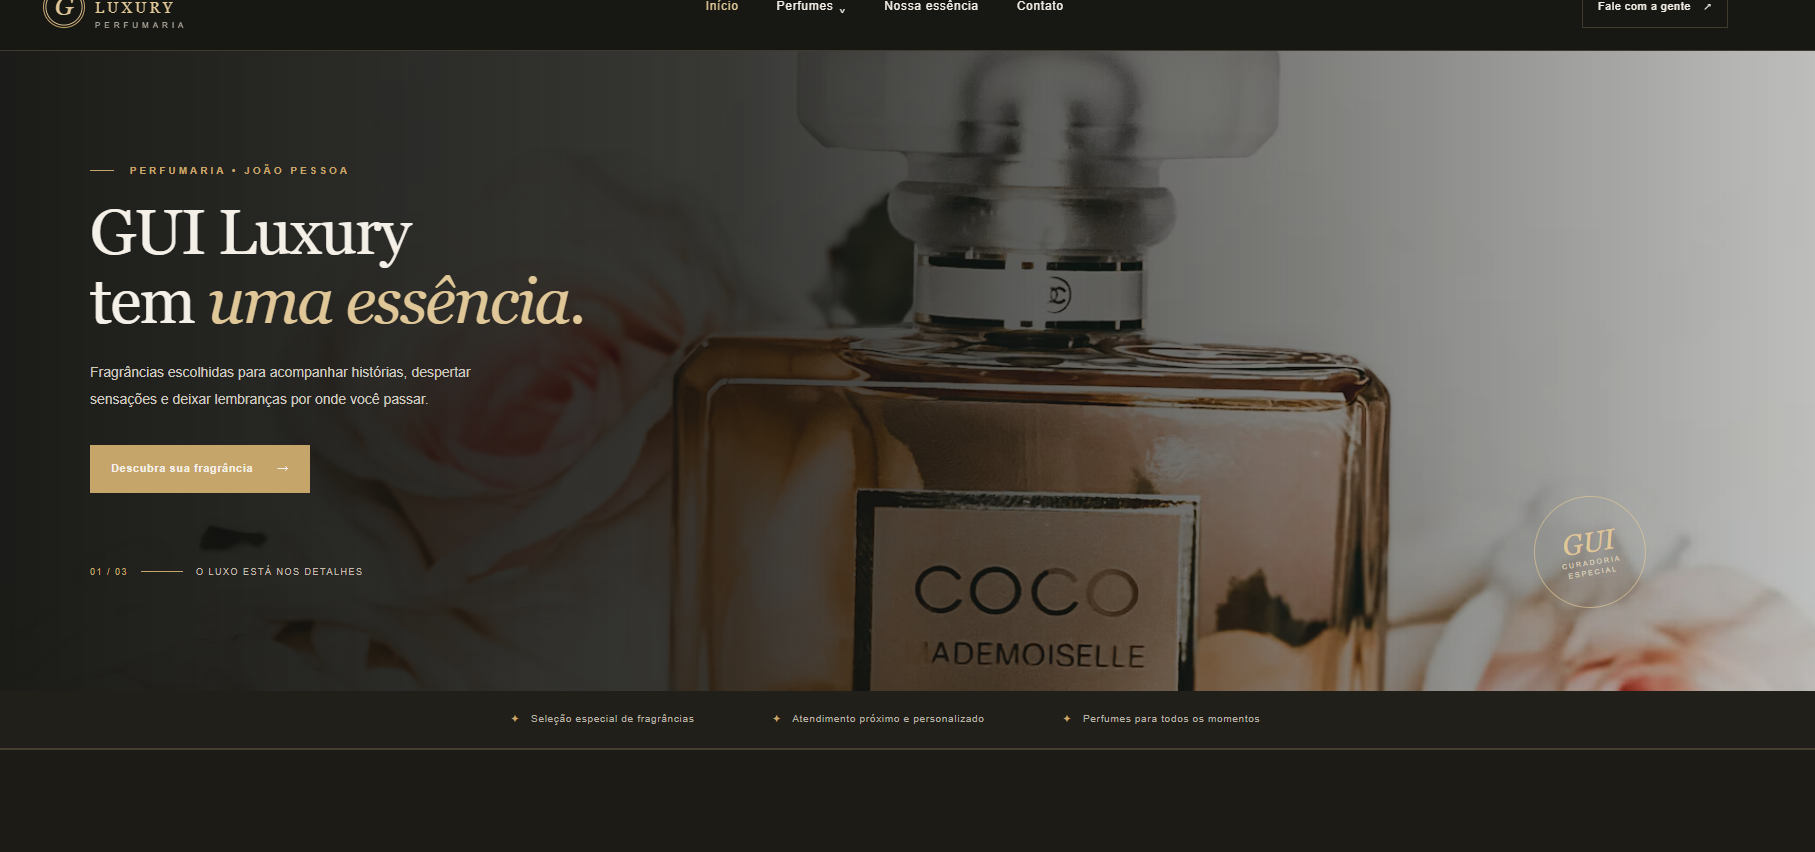 G LUXURY
PERFUMARIA
Início
Perfumes
Nossa essência
Contato
Fale com a gente ↗
PERFUMARIA • JOÃO PESSOA
GUI Luxury
tem uma essência.
Fragrâncias escolhidas para acompanhar histórias, despertar
sensações e deixar lembranças por onde você passar.
Descubra sua fragrância →
01 / 03
O LUXO ESTÁ NOS DETALHES
COCO
MADEMOISELLE
GUI
CURADORIA
ESPECIAL
✦ Seleção especial de fragrâncias
✦ Atendimento próximo e personalizado
✦ Perfumes para todos os momentos